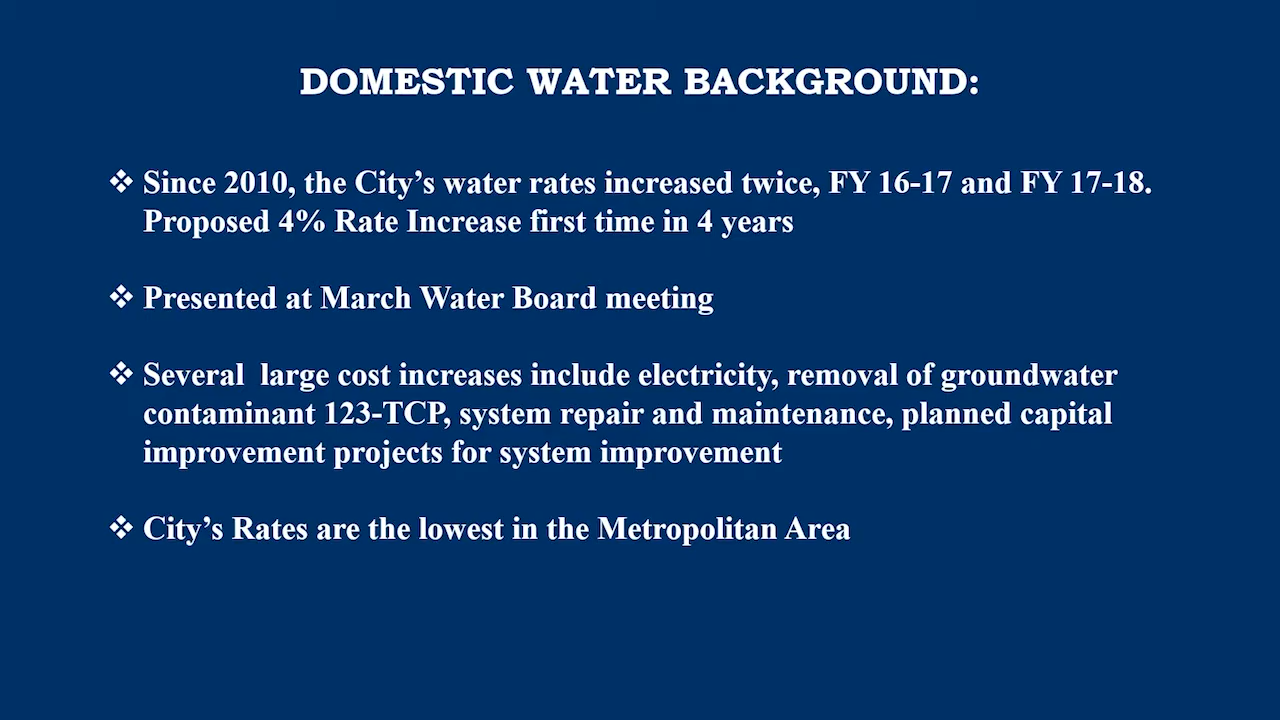 DOMESTIC WATER BACKGROUND:
❖ Since 2010, the City’s water rates increased twice, FY 16-17 and FY 17-18.
Proposed 4% Rate Increase first time in 4 years
❖ Presented at March Water Board meeting
❖ Several  large cost increases include electricity, removal of groundwater
contaminant 123-TCP, system repair and maintenance, planned capital
improvement projects for system improvement
❖ City’s Rates are the lowest in the Metropolitan Area